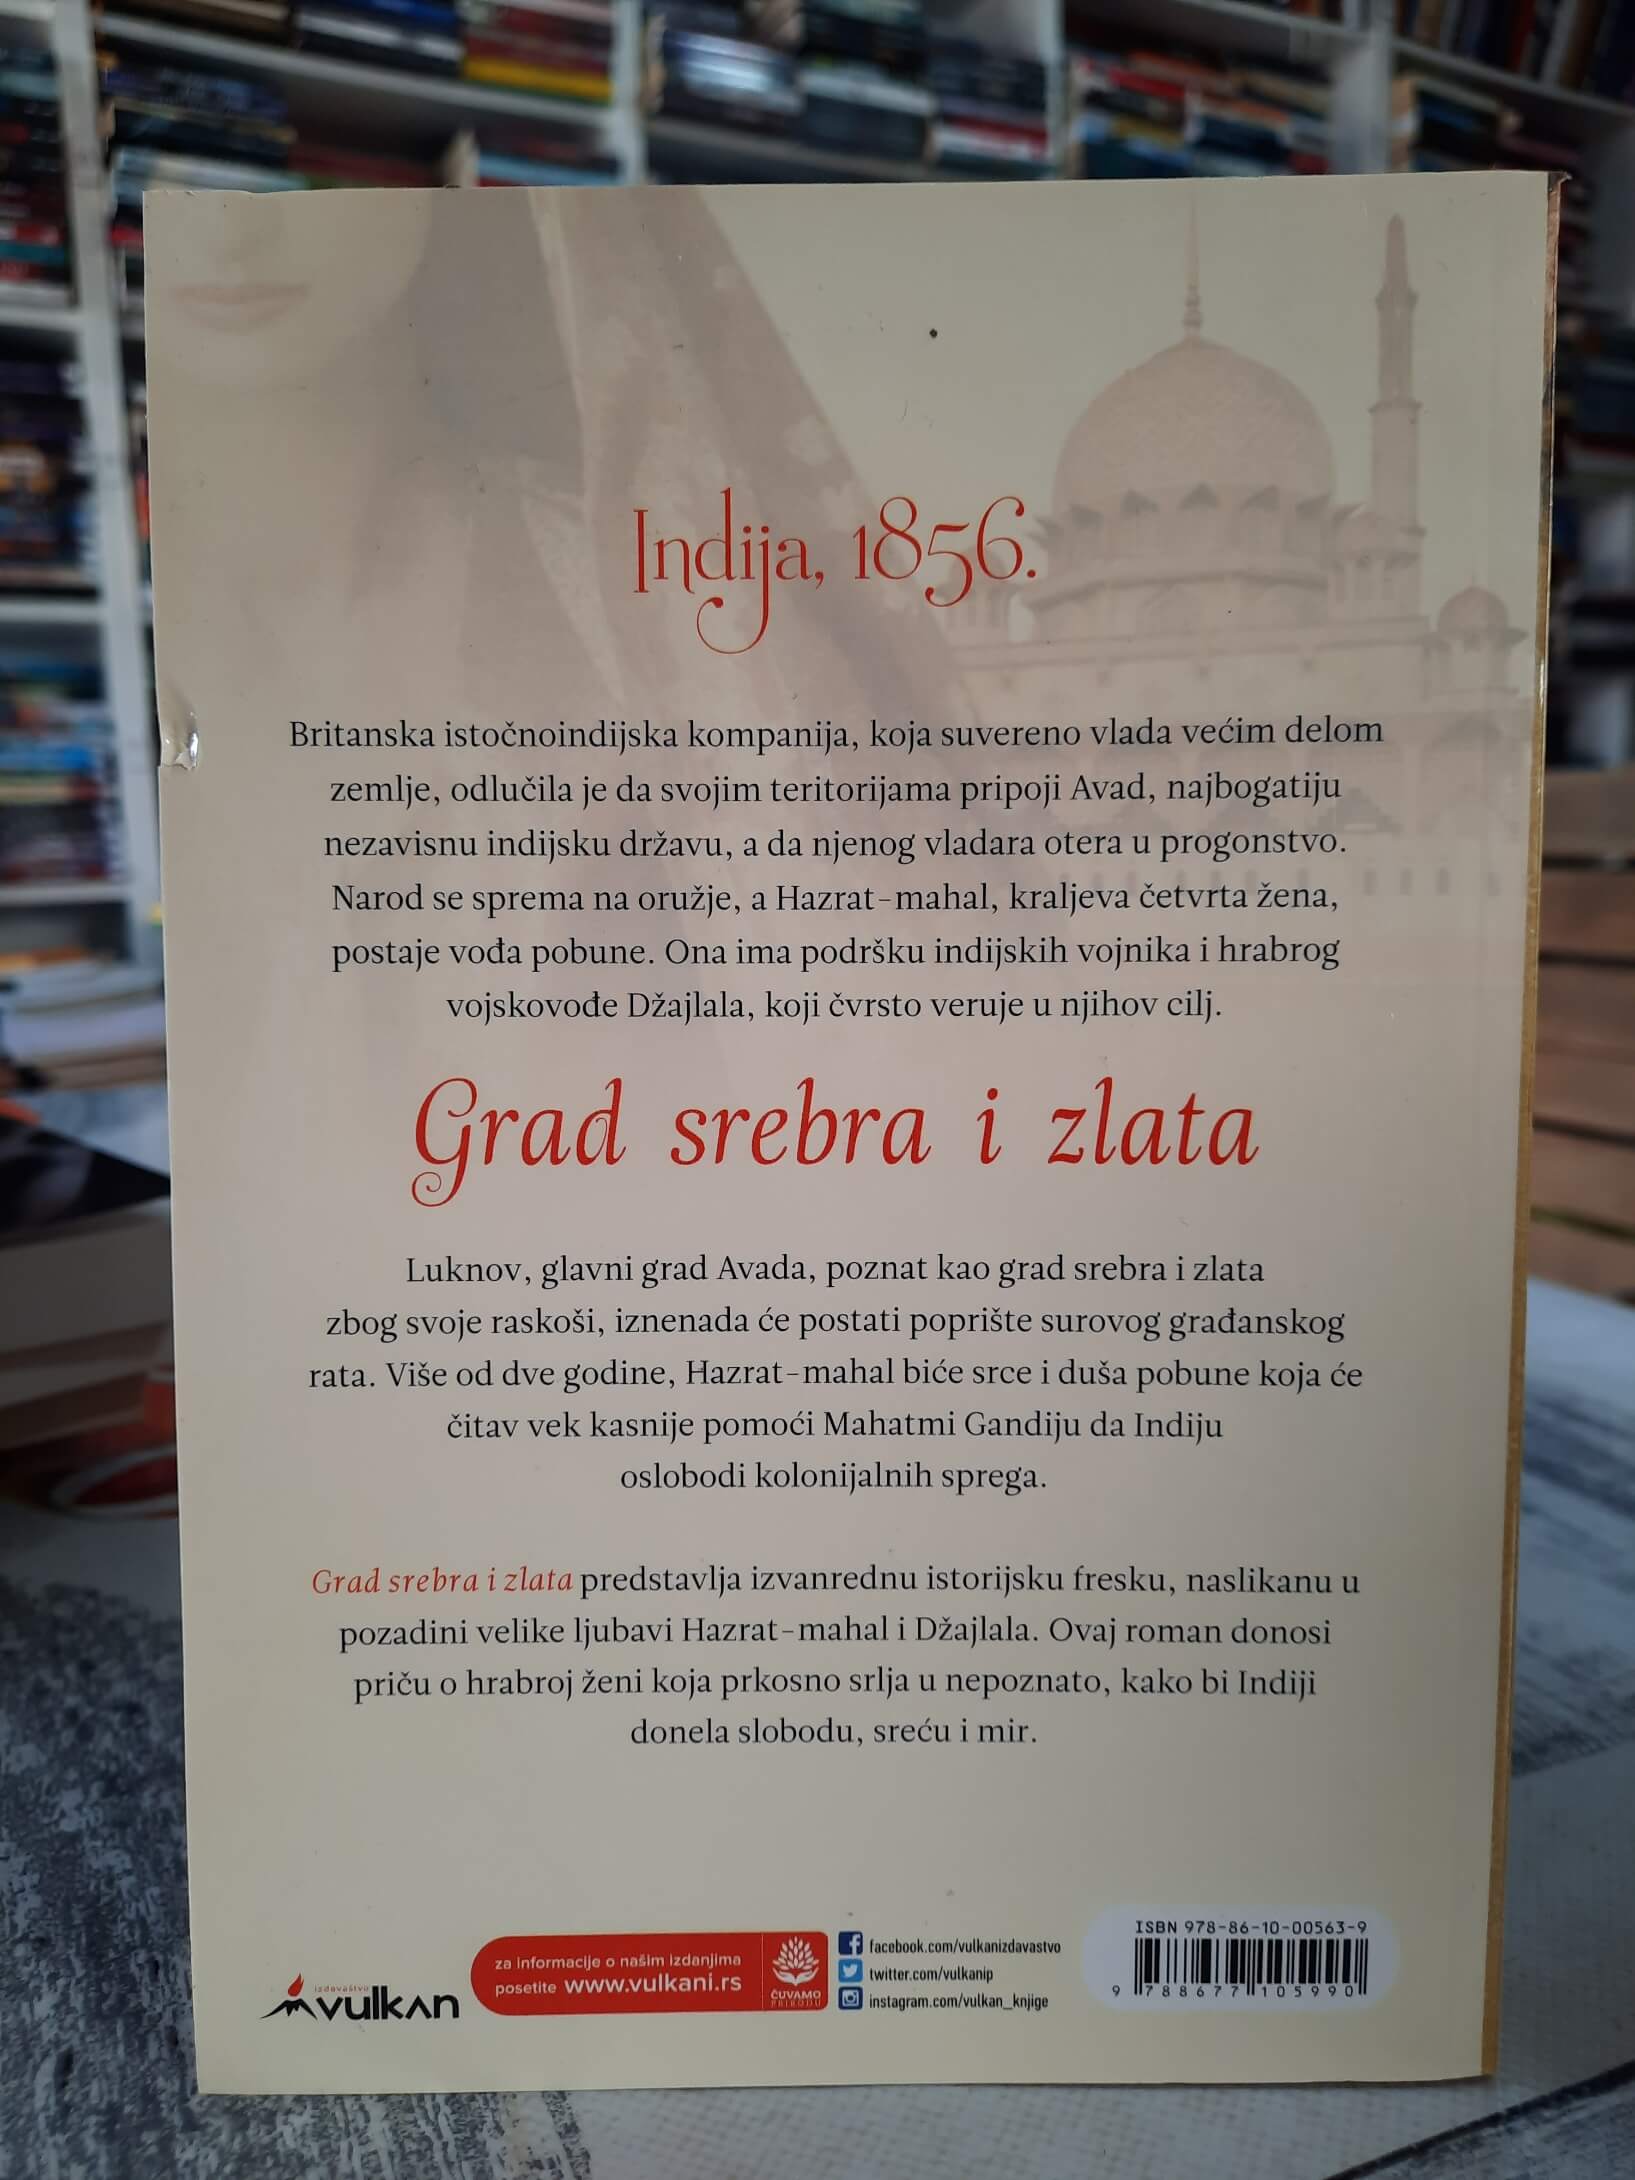 Indija, 1856.
Britanska istočnoindijska kompanija, koja suvereno vlada većim delom
zemlje, odlučila je da svojim teritorijama pripoji Avad, najbogatiju
nezavisnu indijsku državu, a da njenog vladara otera u progonstvo.
Narod se sprema na oružje, a Hazrat-mahal, kraljeva četvrta žena,
postaje vođa pobune. Ona ima podršku indijskih vojnika i hrabrog
vojskovođe Džajlala, koji čvrsto veruje u njihov cilj.
Grad srebra i zlata
Luknov, glavni grad Avada, poznat kao grad srebra i zlata
zbog svoje raskoši, iznenada će postati poprište surovog građanskog
rata. Više od dve godine, Hazrat-mahal biće srce i duša pobune koja će
čitav vek kasnije pomoći Mahatmi Gandiju da Indiju
oslobodi kolonijalnih sprega.
Grad srebra i zlata predstavlja izvanrednu istorijsku fresku, naslikanu u
pozadini velike ljubavi Hazrat-mahal i Džajlala. Ovaj roman donosi
priču o hrabroj ženi koja prkosno srlja u nepoznato, kako bi Indiji
donela slobodu, sreću i mir.
izdavaštvo
vulkan
za informacije o našim izdanjima
posetite www.vulkani.rs
ČUVAMO
PRIRODU
facebook.com/vulkanizdavastvo
twitter.com/vulkanip
instagram.com/vulkan_knjige
ISBN 978-86-10-00563-9
9 788677 105990